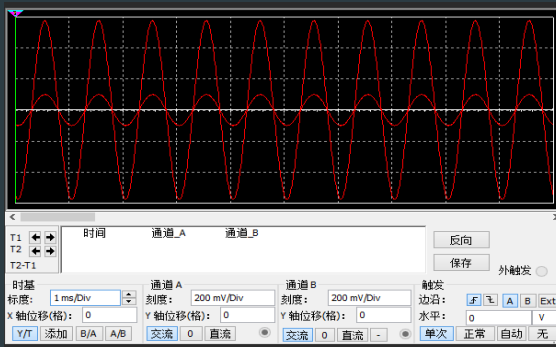 时间 通道_A 通道_B
T1
T2
T2-T1
反向
保存
外触发
时基 通道 A 通道 B 触发
标度: 1 ms/Div 刻度: 200 mV/Div 刻度: 200 mV/Div 边沿: A B Ext
X 轴位移(格): 0 Y 轴位移(格): 0 Y 轴位移(格): 0 水平: 0 V
Y/T 添加 B/A A/B 交流 0 直流 交流 0 直流 - 单次 正常 自动 无